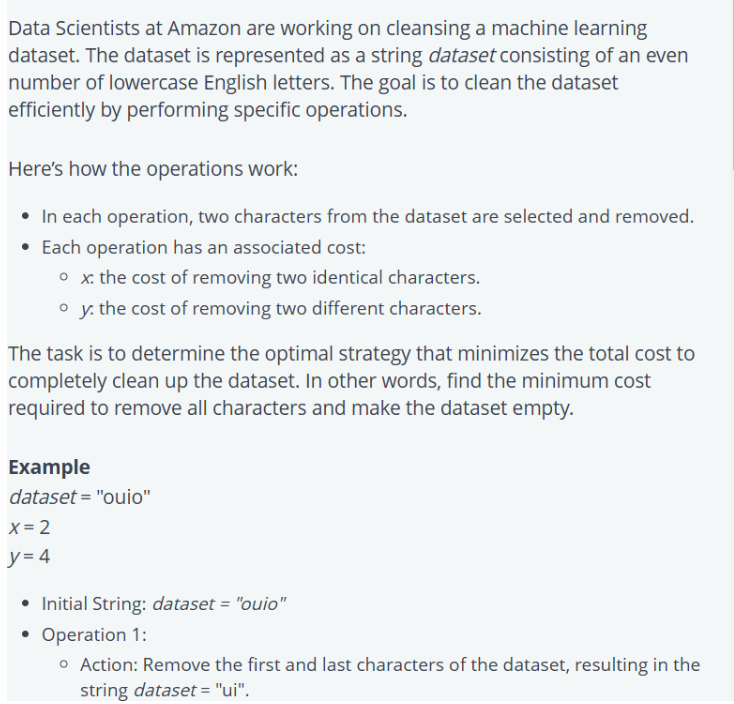 Data Scientists at Amazon are working on cleansing a machine learning
dataset. The dataset is represented as a string dataset consisting of an even
number of lowercase English letters. The goal is to clean the dataset
efficiently by performing specific operations.
Here’s how the operations work:
• In each operation, two characters from the dataset are selected and removed.
• Each operation has an associated cost:
○ x: the cost of removing two identical characters.
○ y: the cost of removing two different characters.
The task is to determine the optimal strategy that minimizes the total cost to
completely clean up the dataset. In other words, find the minimum cost
required to remove all characters and make the dataset empty.
Example
dataset = "ouio"
x = 2
y = 4
• Initial String: dataset = "ouio"
• Operation 1:
○ Action: Remove the first and last characters of the dataset, resulting in the
string dataset = "ui".